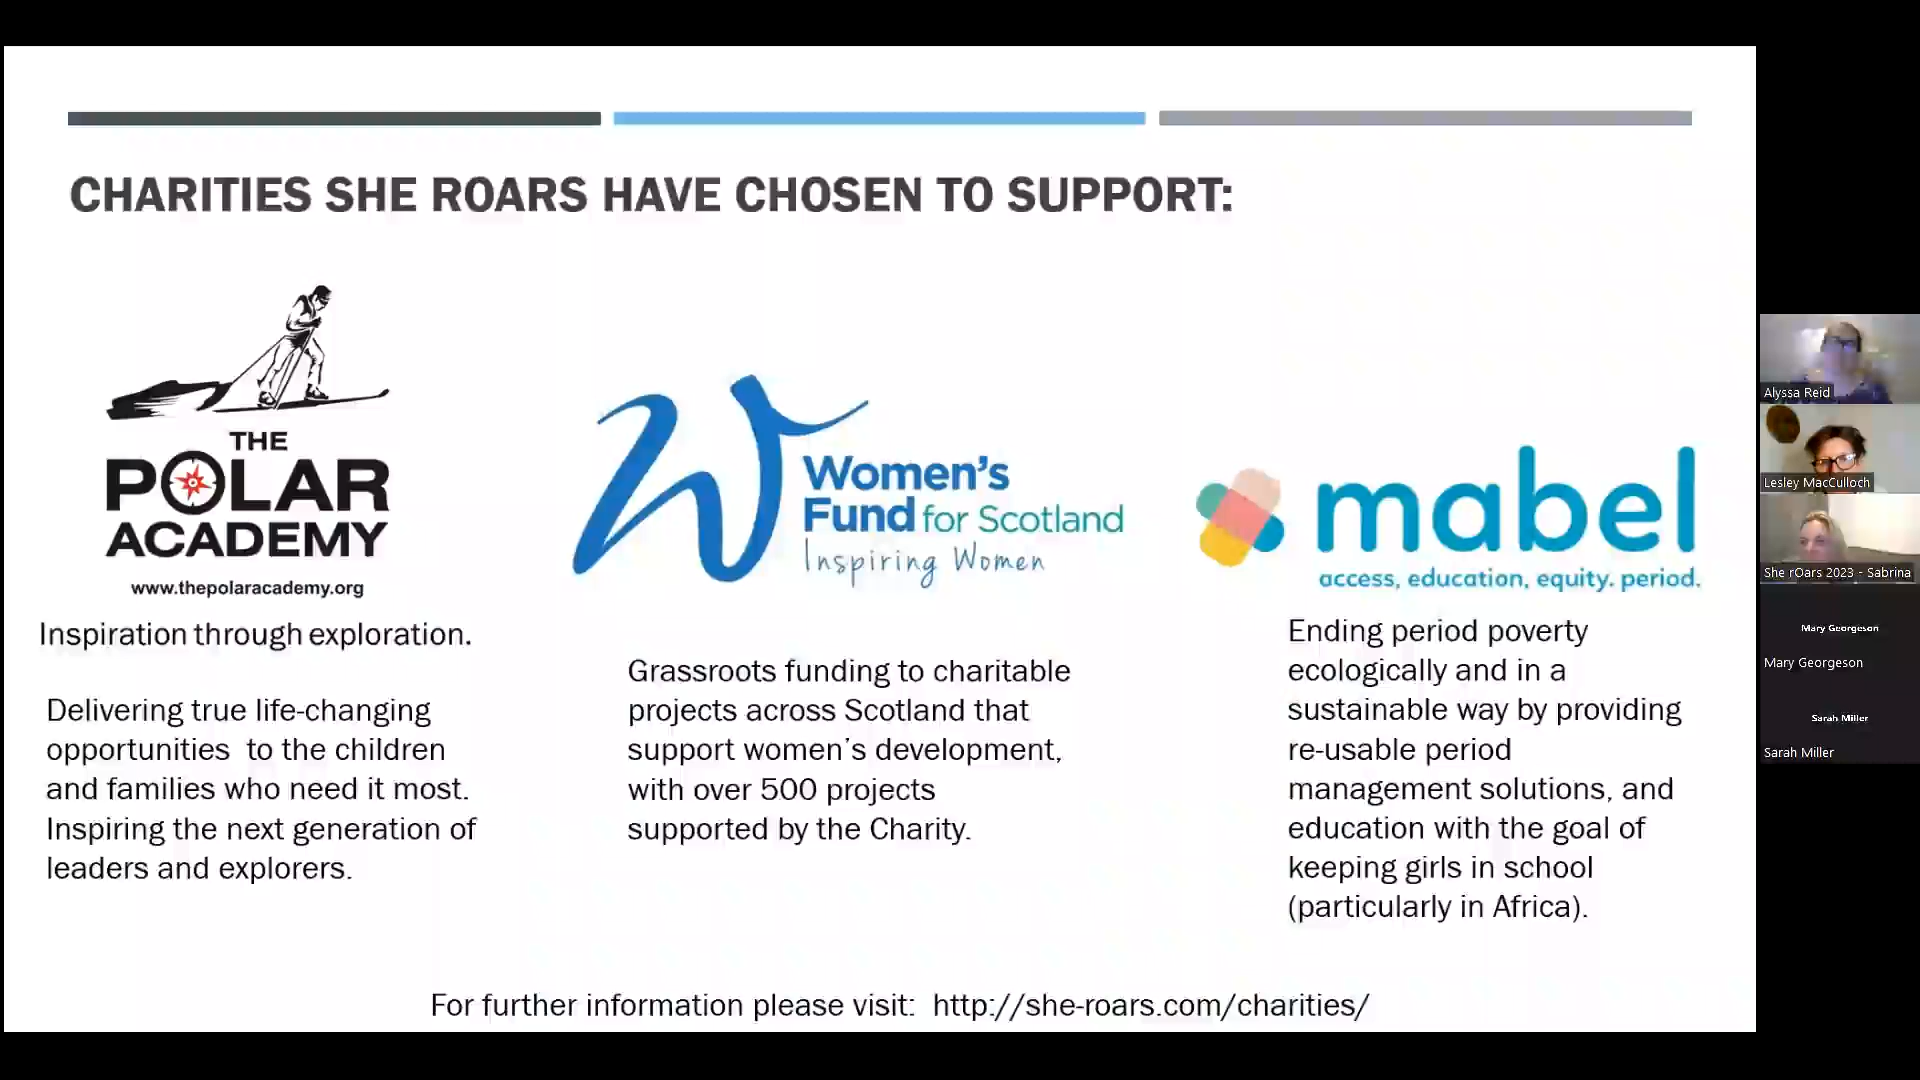 CHARITIES SHE ROARS HAVE CHOSEN TO SUPPORT:
THE
POLAR
ACADEMY
www.thepolaracademy.org
Inspiration through exploration.
Delivering true life-changing
opportunities to the children
and families who need it most.
Inspiring the next generation of
leaders and explorers.
Women's
Fund for Scotland
Inspiring Women
Grassroots funding to charitable
projects across Scotland that
support women's development,
with over 500 projects
supported by the Charity.
mabel
access, education, equity. period.
Ending period poverty
ecologically and in a
sustainable way by providing
re-usable period
management solutions, and
education with the goal of
keeping girls in school
(particularly in Africa).
For further information please visit: http://she-roars.com/charities/
Alyssa Reid
Lesley MacCulloch
She rOars 2023 - Sabrina
Mary Georgeson
Mary Georgeson
Sarah Miller
Sarah Miller